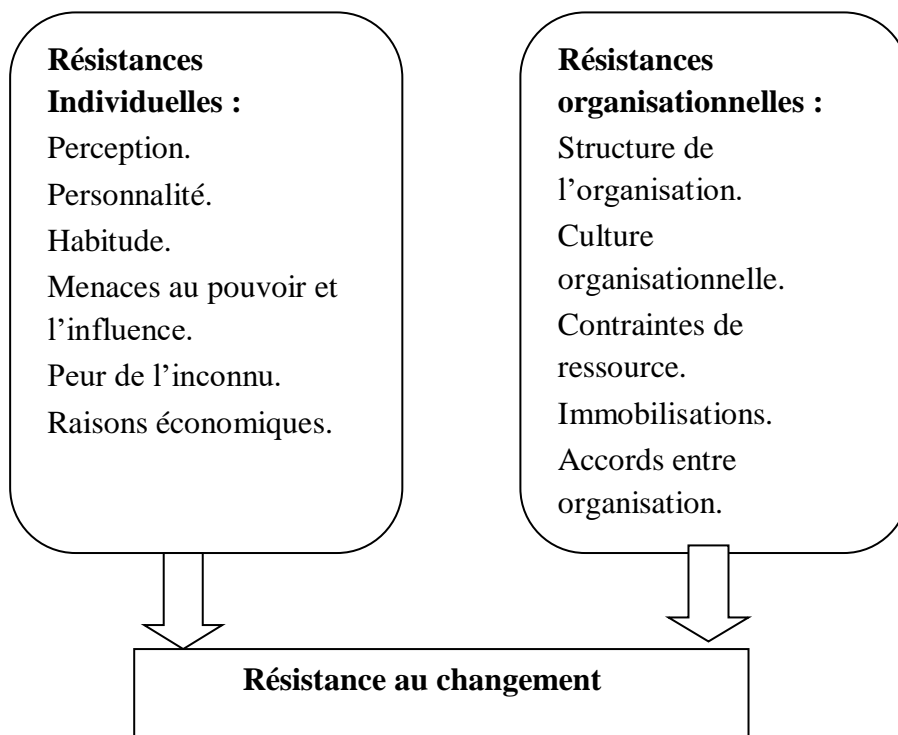 Résistances
Individuelles :
Perception.
Personnalité.
Habitude.
Menaces au pouvoir et
l’influence.
Peur de l’inconnu.
Raisons économiques.
Résistances
organisationnelles :
Structure de
l’organisation.
Culture
organisationnelle.
Contraintes de
ressource.
Immobilisations.
Accords entre
organisation.
Résistance au changement